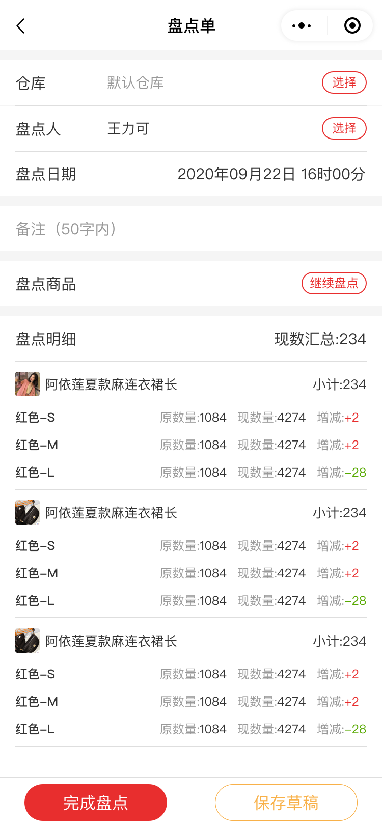 盘点单
仓库 默认仓库 选择
盘点人 王力可 选择
盘点日期 2020年09月22日 16时00分
备注（50字内）
盘点商品 继续盘点
盘点明细 现数汇总:234
阿依莲夏款麻连衣裙长 小计:234
红色-S 原数量:1084 现数量:4274 增减:+2
红色-M 原数量:1084 现数量:4274 增减:+2
红色-L 原数量:1084 现数量:4274 增减:-28
阿依莲夏款麻连衣裙长 小计:234
红色-S 原数量:1084 现数量:4274 增减:+2
红色-M 原数量:1084 现数量:4274 增减:+2
红色-L 原数量:1084 现数量:4274 增减:-28
阿依莲夏款麻连衣裙长 小计:234
红色-S 原数量:1084 现数量:4274 增减:+2
红色-M 原数量:1084 现数量:4274 增减:+2
红色-L 原数量:1084 现数量:4274 增减:-28
完成盘点 保存草稿